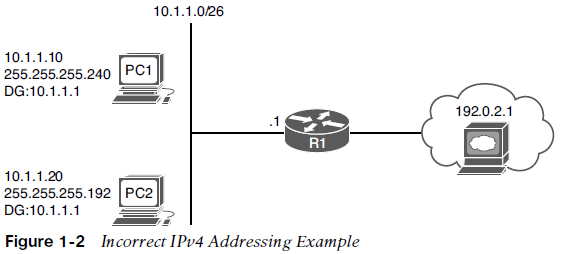 10.1.1.0/26
10.1.1.10
255.255.255.240
DG:10.1.1.1
PC1
.1
R1
192.0.2.1
10.1.1.20
255.255.255.192
DG:10.1.1.1
PC2
Figure 1-2 Incorrect IPv4 Addressing Example